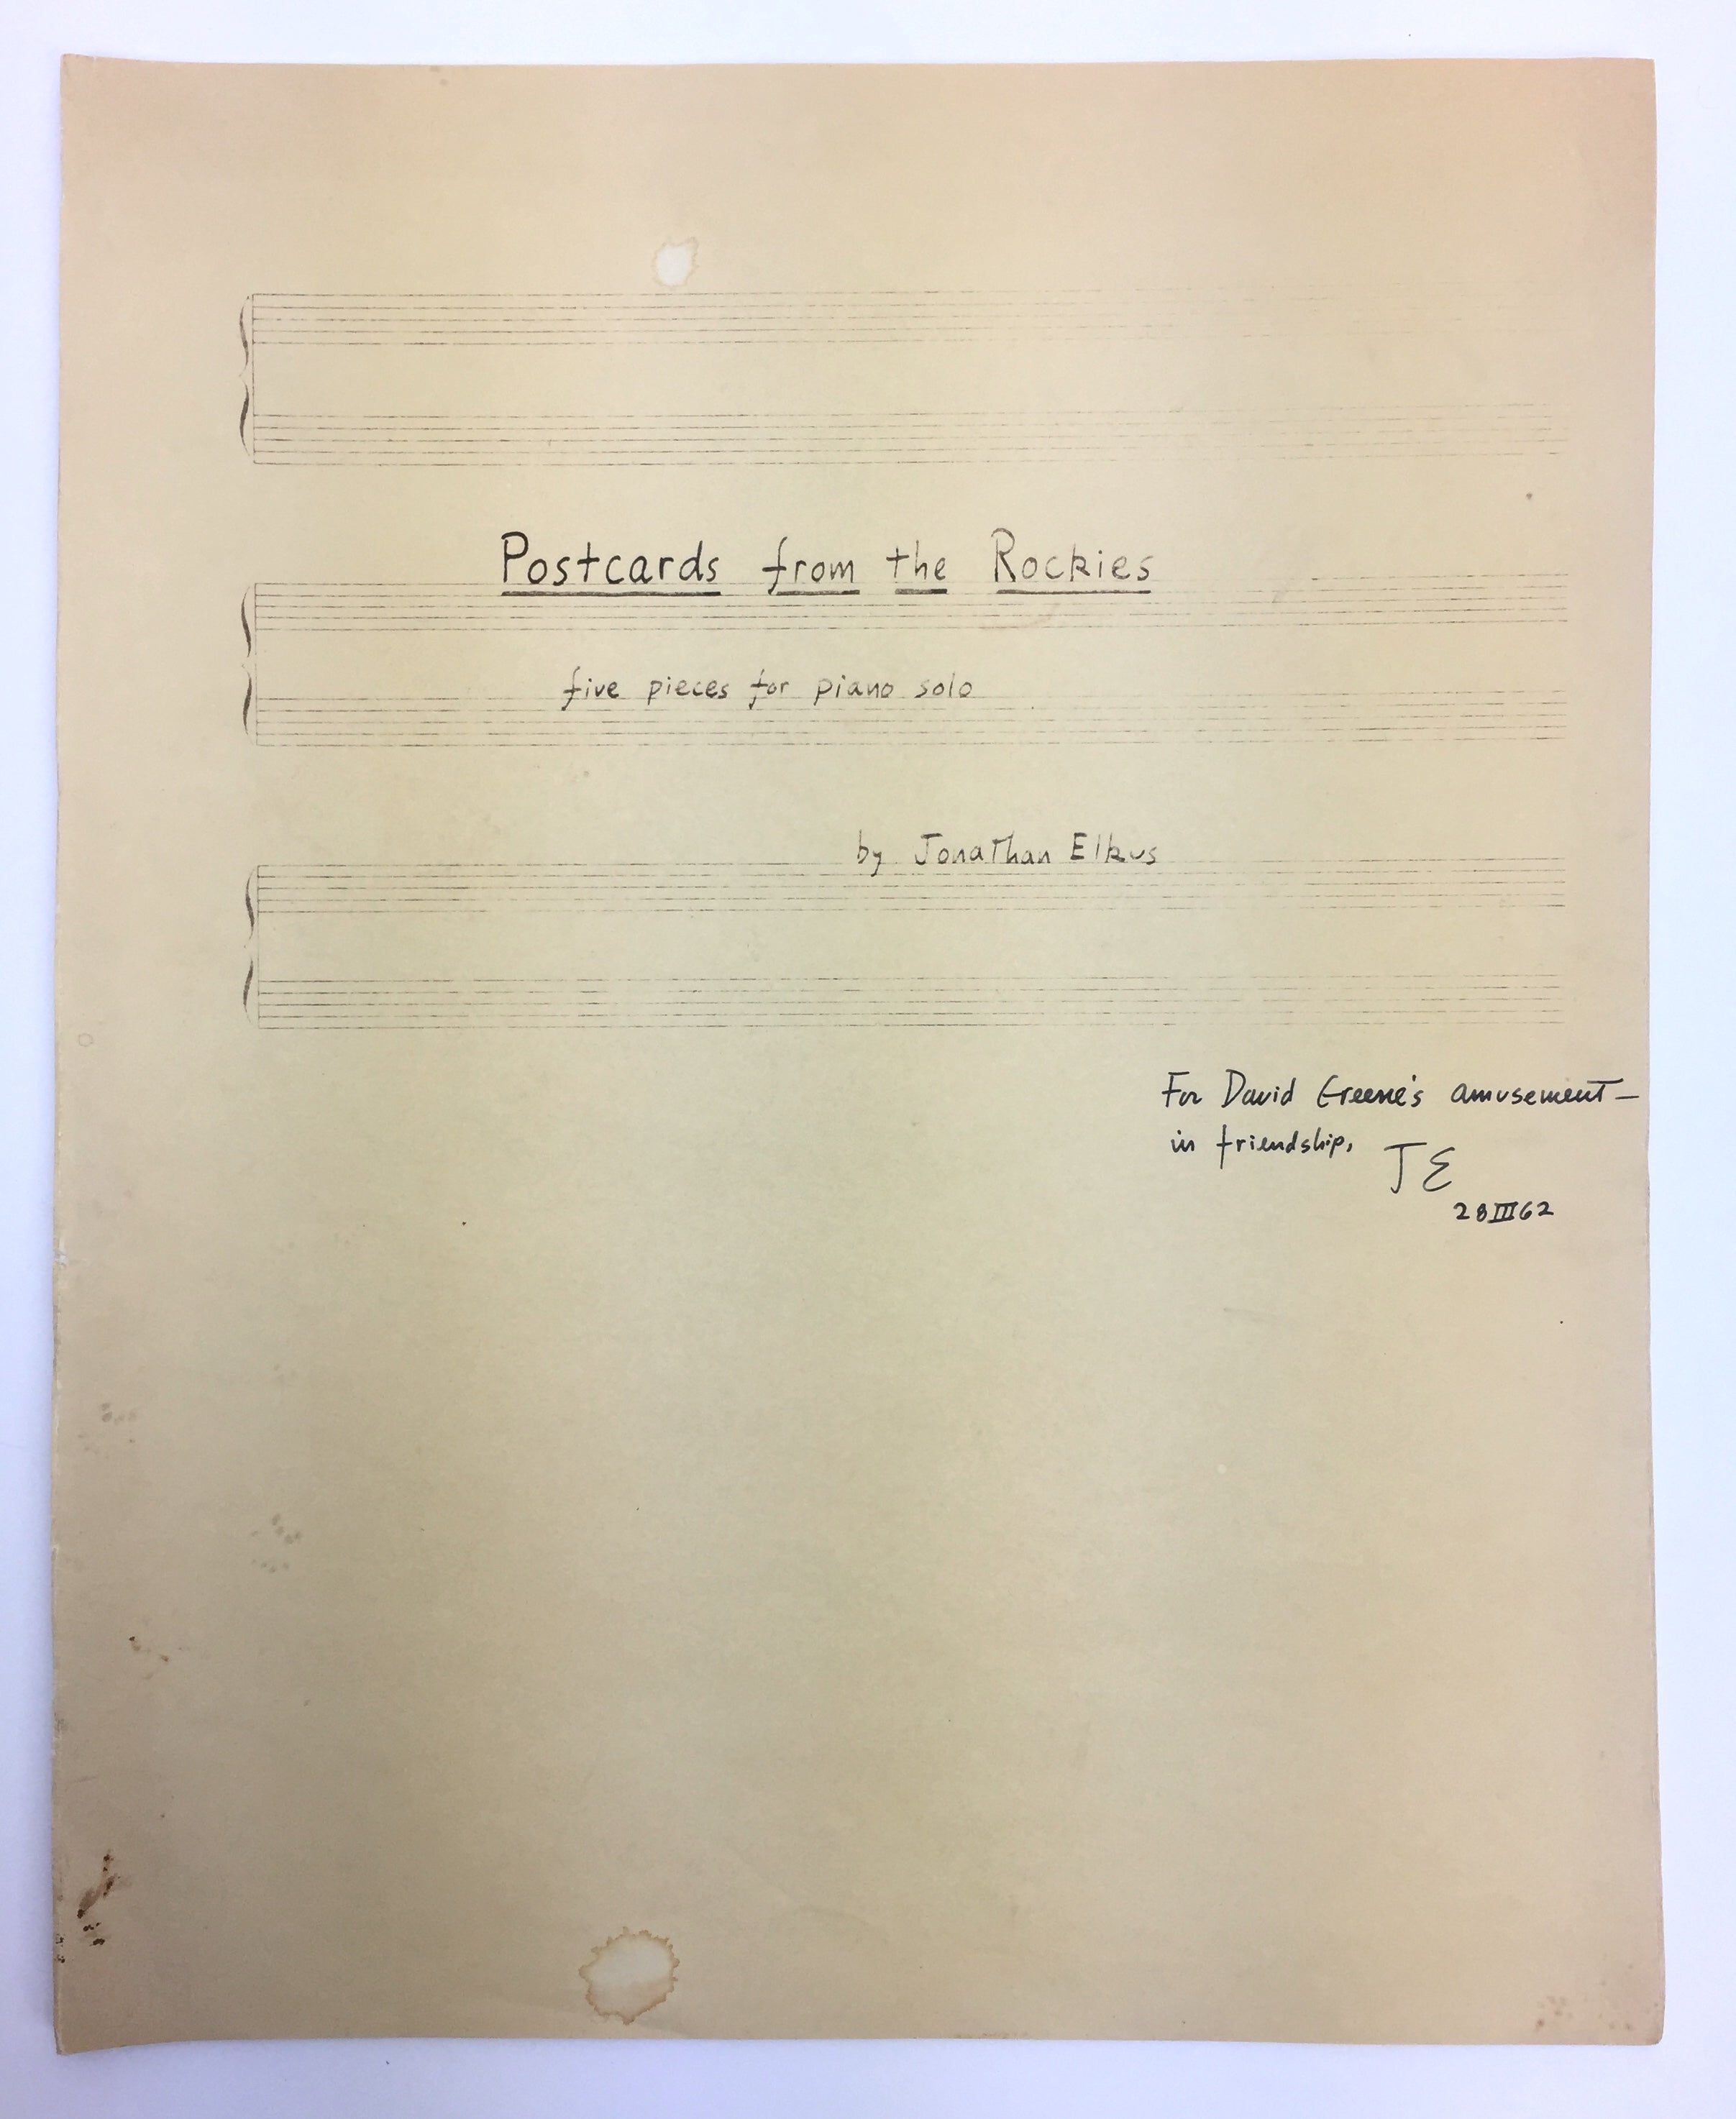 Postcards from the Rockies
five pieces for piano solo
by Jonathan Elkus
For David Greene's amusement—
in friendship,
JE
28III62